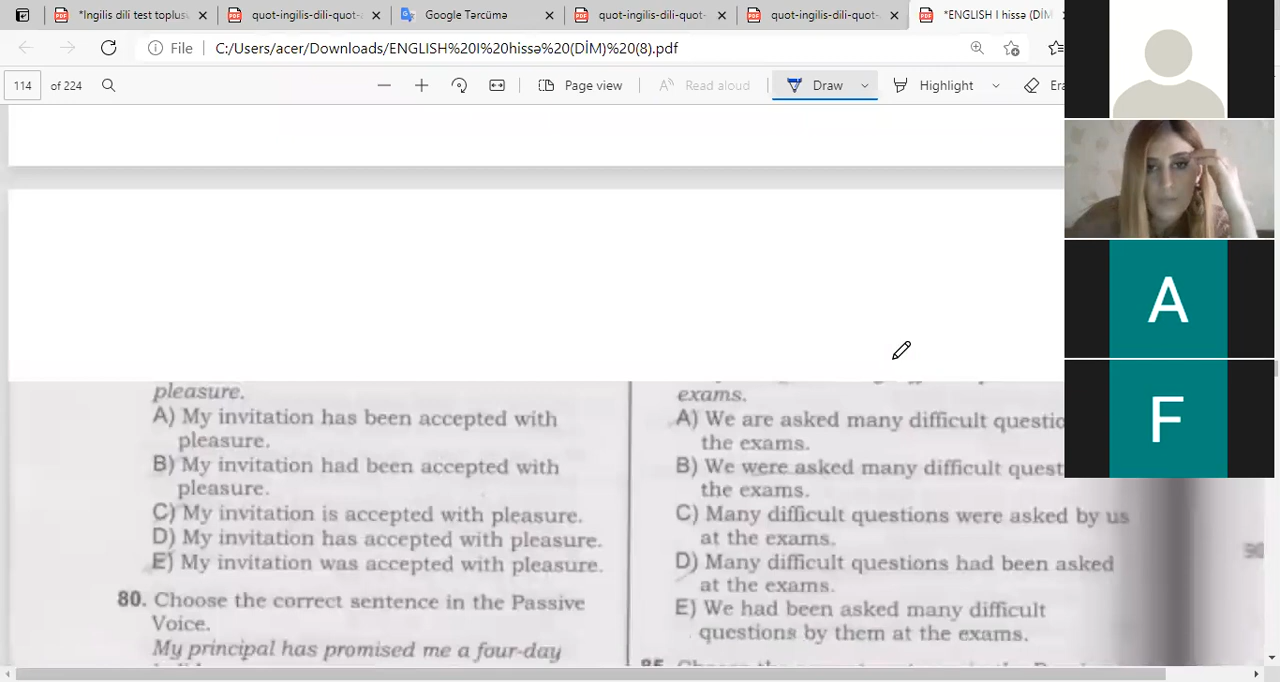 *Ingilis dili test toplusu
quot-ingilis-dili-quot-
Google Tərcümə
quot-ingilis-dili-quot-
quot-ingilis-dili-quot-
*ENGLISH I hissə (DİM)
File
C:/Users/acer/Downloads/ENGLISH%20I%20hissə%20(DİM)%20(8).pdf
114
of 224
Page view
Read aloud
Draw
Highlight
Era
A
F
pleasure.
A) My invitation has been accepted with
pleasure.
B) My invitation had been accepted with
pleasure.
C) My invitation is accepted with pleasure.
D) My invitation has accepted with pleasure.
E) My invitation was accepted with pleasure.
80. Choose the correct sentence in the Passive
Voice.
My principal has promised me a four-day
exams.
A) We are asked many difficult questio
the exams.
B) We were asked many difficult quest
the exams.
C) Many difficult questions were asked by us
at the exams.
D) Many difficult questions had been asked
at the exams.
E) We had been asked many difficult
questions by them at the exams.
85.
90